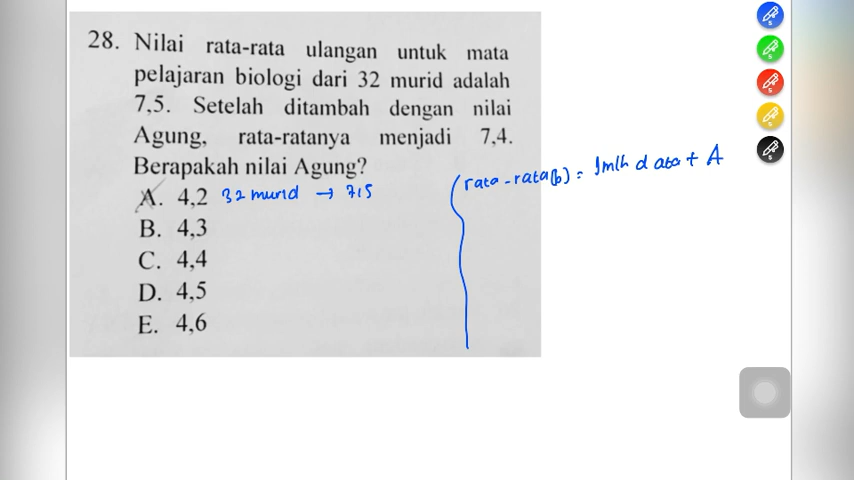 28. Nilai rata-rata ulangan untuk mata
pelajaran biologi dari 32 murid adalah
7,5. Setelah ditambah dengan nilai
Agung, rata-ratanya menjadi 7,4.
Berapakah nilai Agung?
A. 4,2 32 murid → 7,5
B. 4,3
C. 4,4
D. 4,5
E. 4,6
rata-rata(b) = Jmlh data + A
S
S
S
S
S